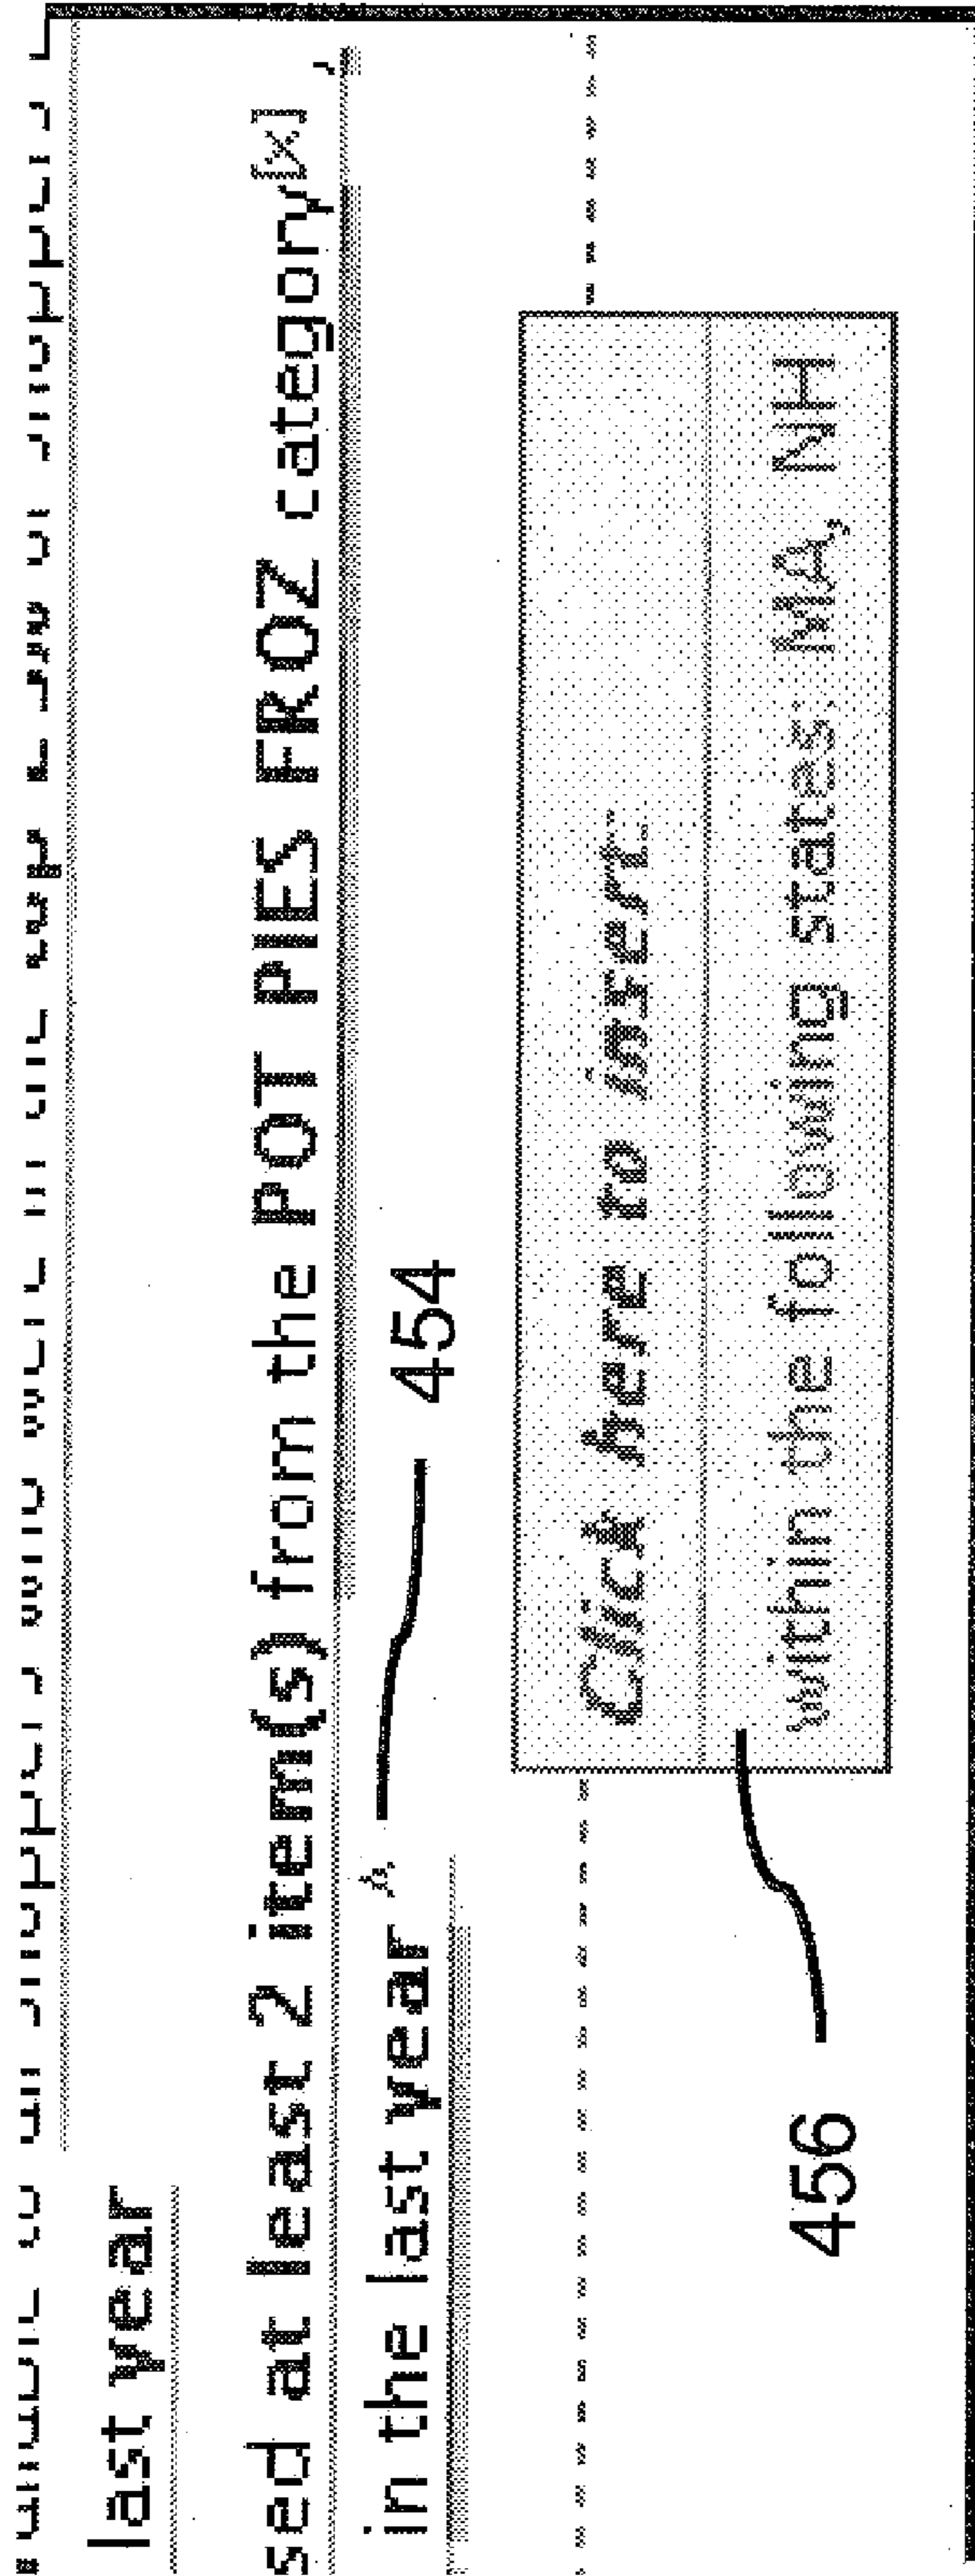 last year
sed at least 2 item(s) from the POT PIES FROZ category [x] ,
in the last year
454
Click here to insert:
within the following states: MA, NH
456